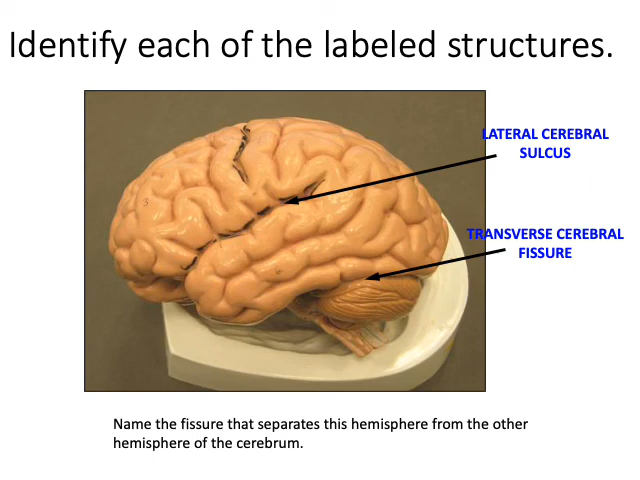 Identify each of the labeled structures.
LATERAL CEREBRAL
SULCUS
TRANSVERSE CEREBRAL
FISSURE
3
Name the fissure that separates this hemisphere from the other
hemisphere of the cerebrum.